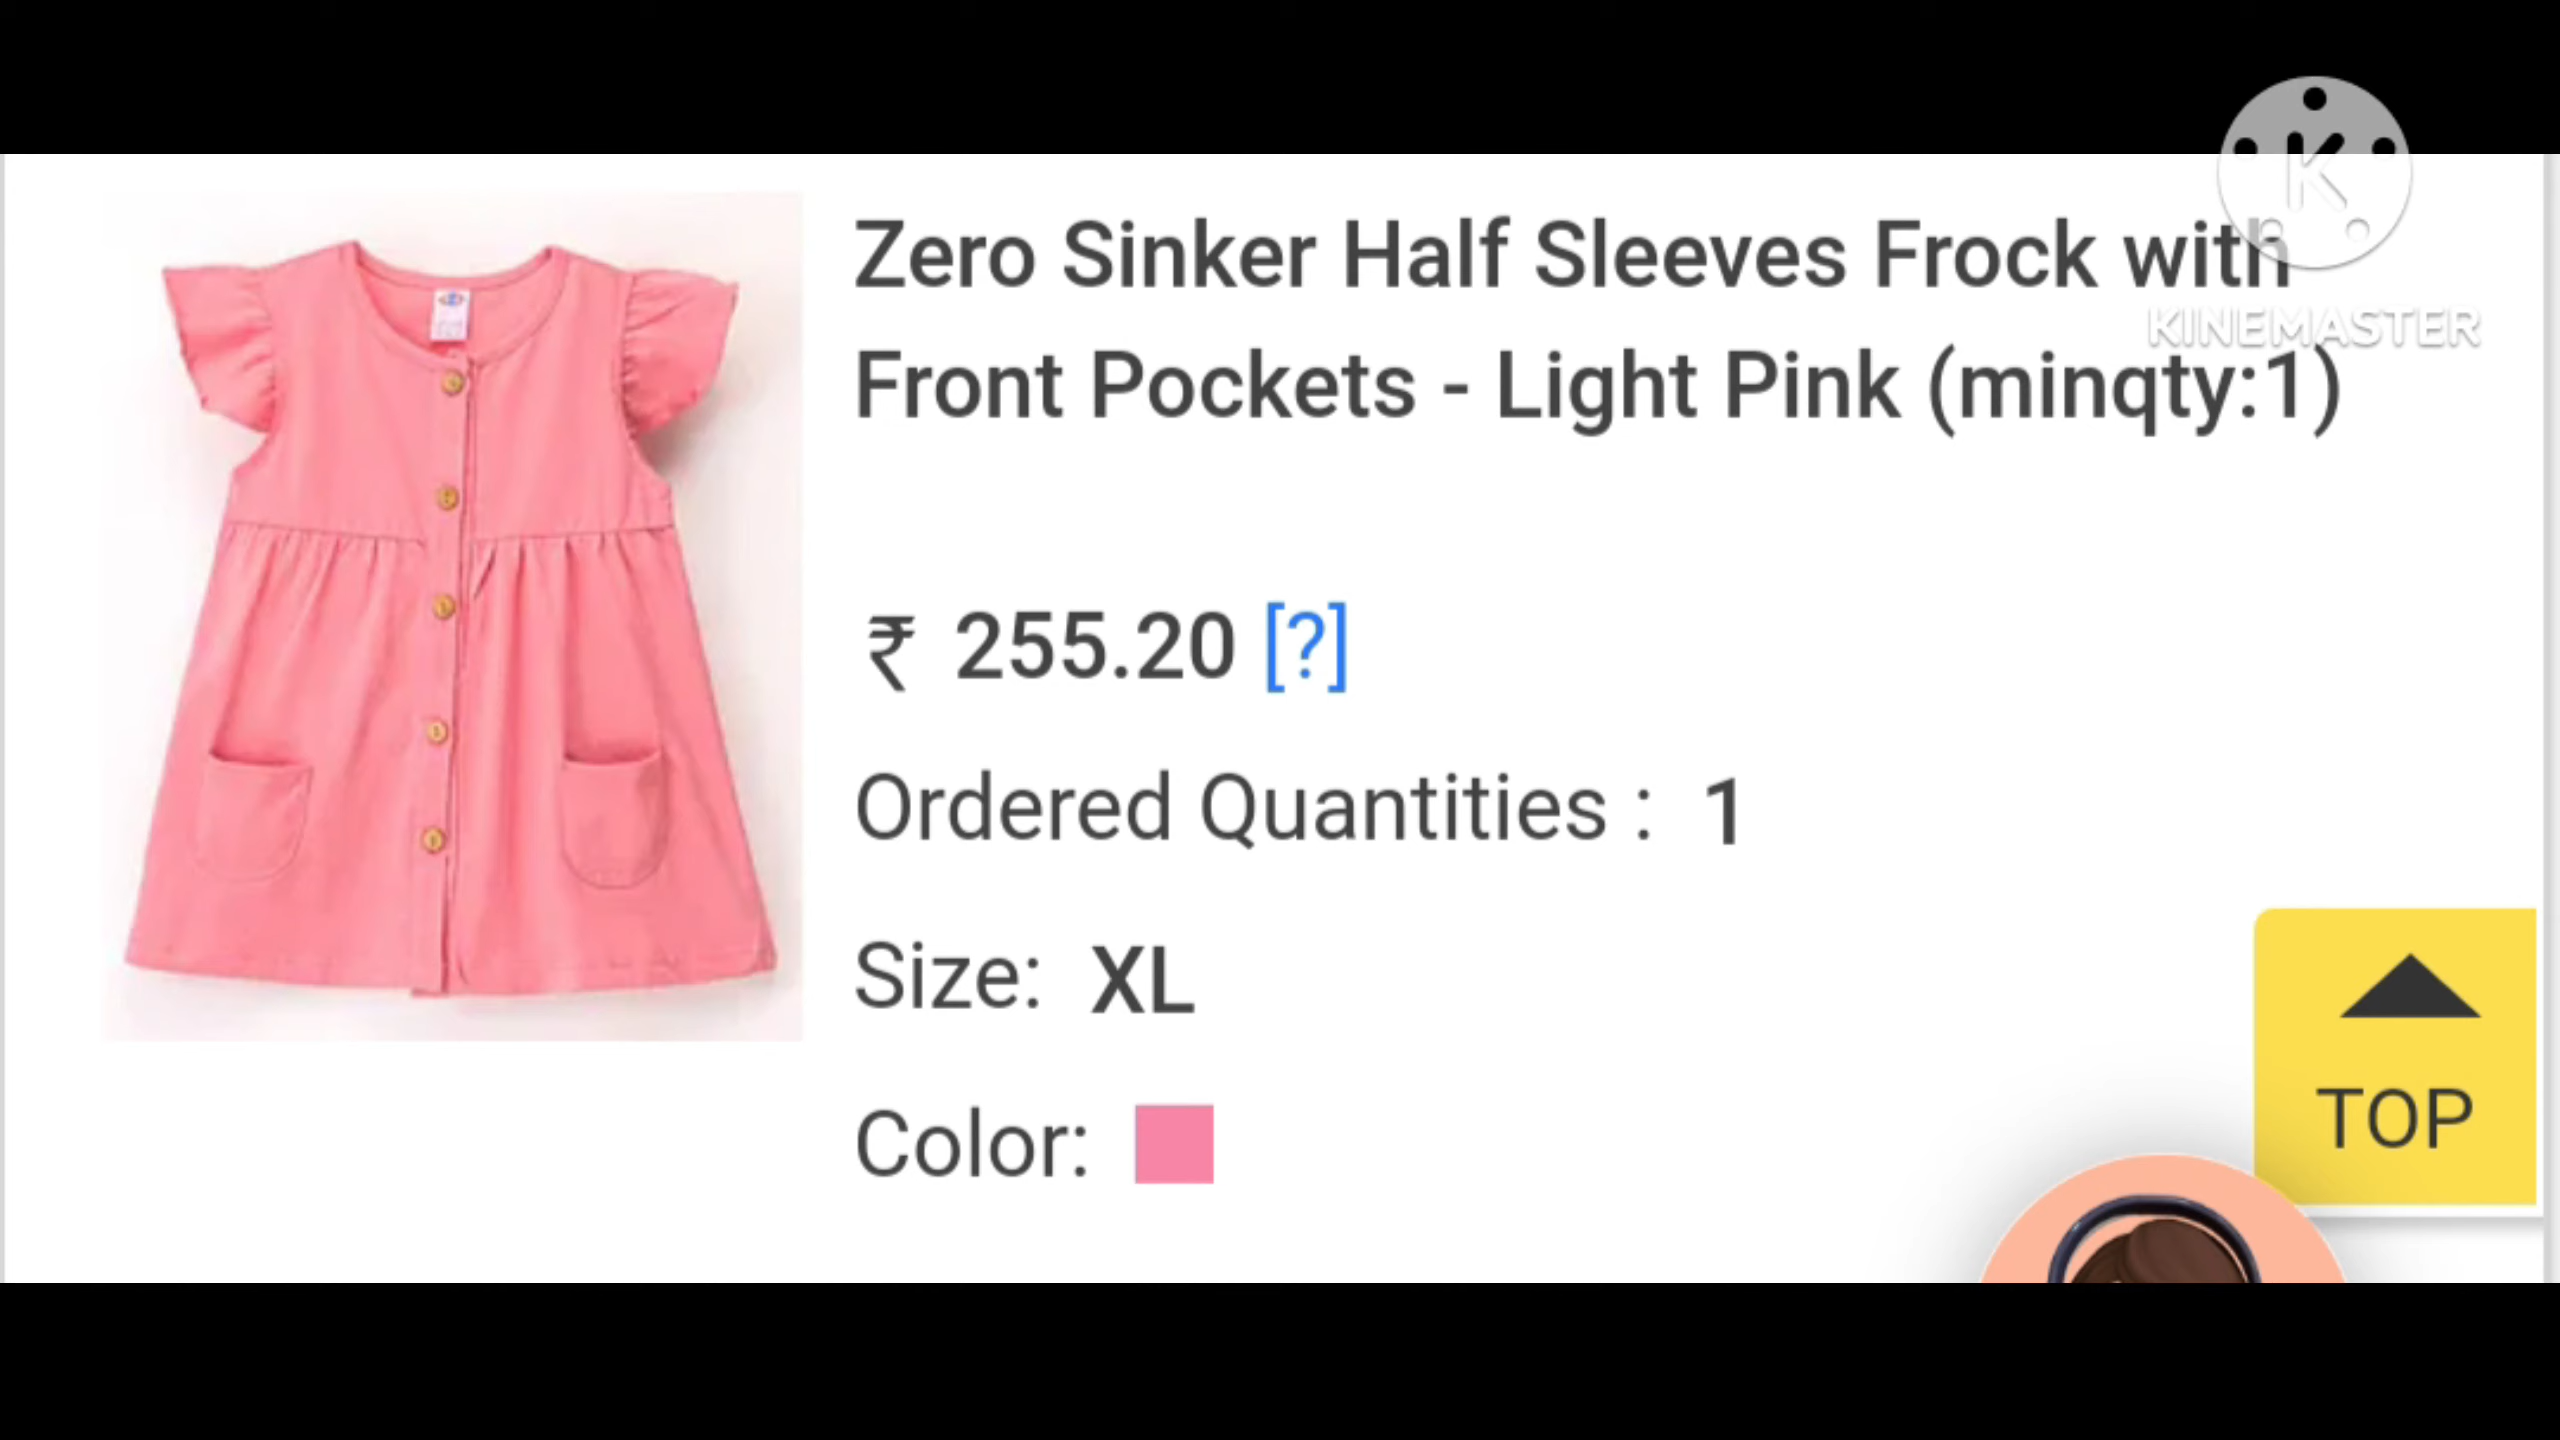 Zero Sinker Half Sleeves Frock with
Front Pockets - Light Pink (minqty:1)
KINEMASTER
₹ 255.20 [?]
Ordered Quantities : 1
Size: XL
Color:
TOP